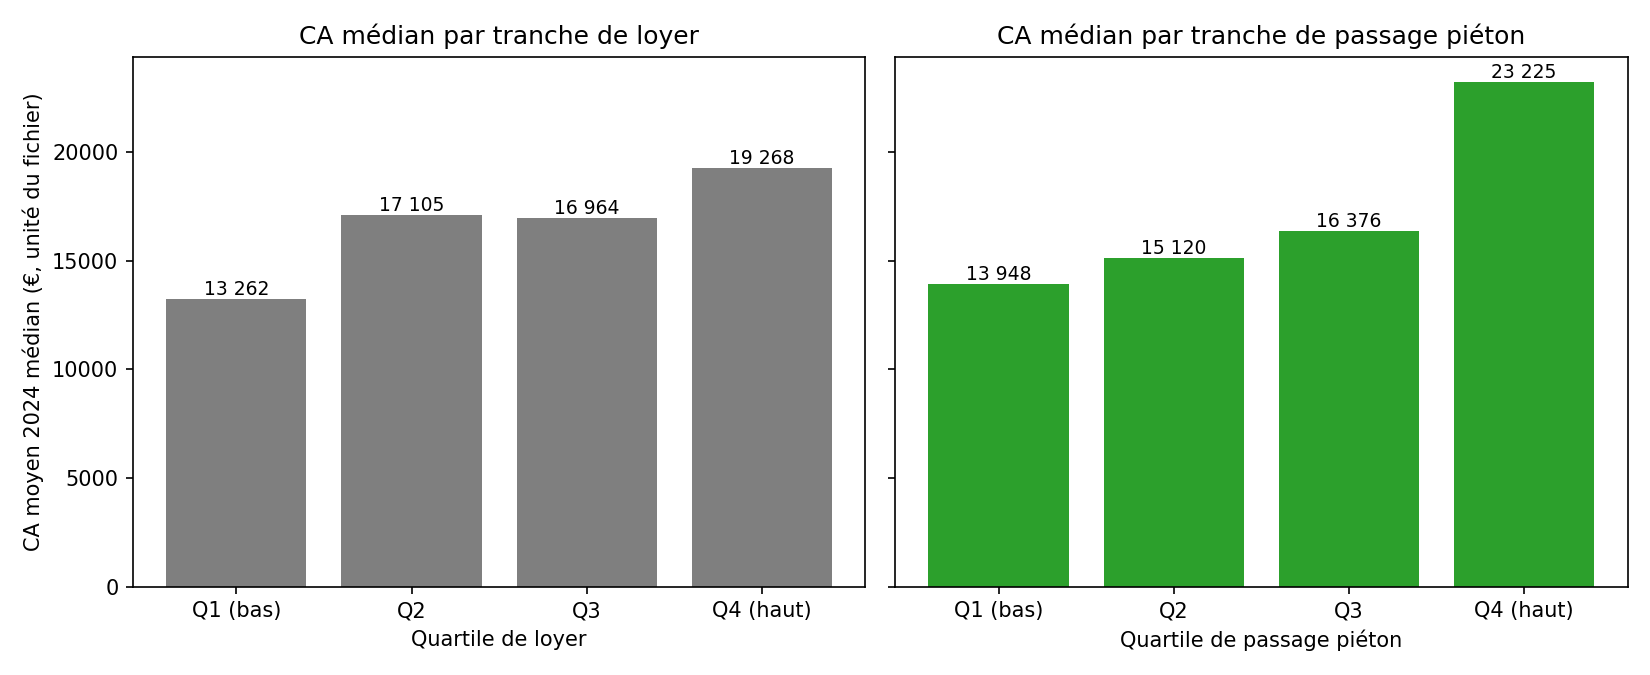 CA médian par tranche de loyer
CA moyen 2024 médian (€, unité du fichier)
20000
15000
10000
5000
0
13 262
17 105
16 964
19 268
Q1 (bas)
Q2
Q3
Q4 (haut)
Quartile de loyer
CA médian par tranche de passage piéton
13 948
15 120
16 376
23 225
Q1 (bas)
Q2
Q3
Q4 (haut)
Quartile de passage piéton